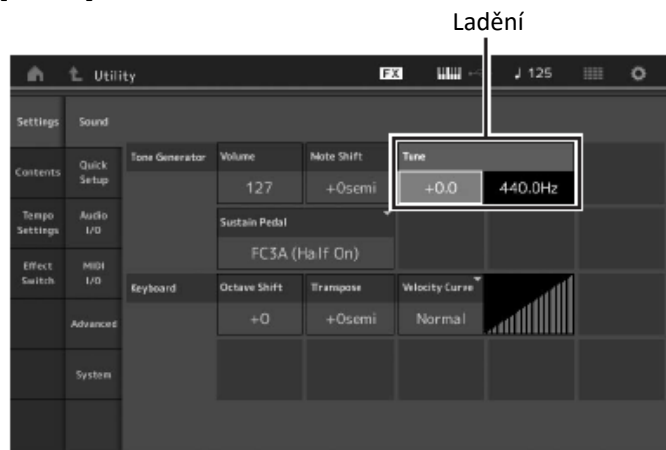 Ladění
Utility FX 125
Settings Sound
Tone Generator Volume Note Shift Tune
Contents Quick Setup 127 +0semi +0.0 440.0Hz
Tempo Settings Audio I/O Sustain Pedal
FC3A (Half On)
Effect Switch MIDI I/O
Keyboard Octave Shift Transpose Velocity Curve
Advanced +0 +0semi Normal
System